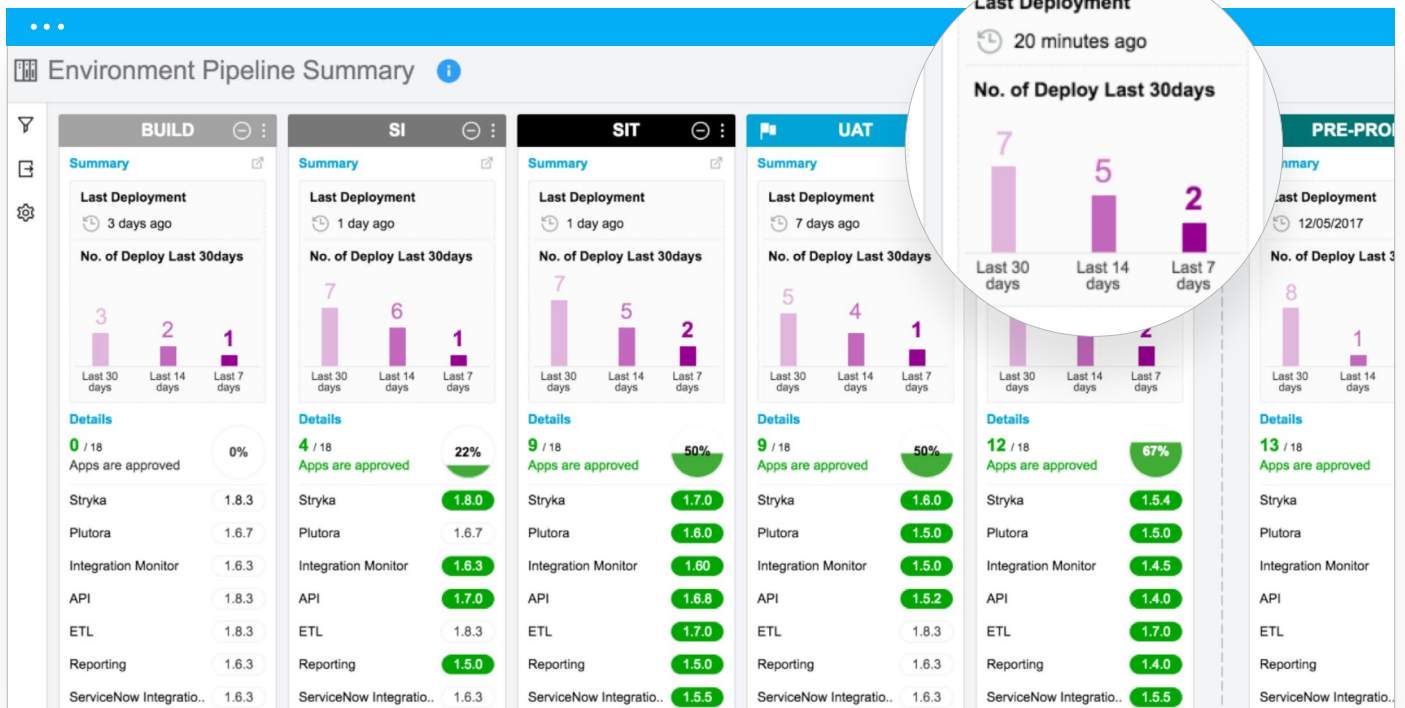 Environment Pipeline Summary
BUILD
Summary
Last Deployment
3 days ago
No. of Deploy Last 30days
3
2
1
Last 30 days
Last 14 days
Last 7 days
Details
0 / 18
Apps are approved
0%
Stryka 1.8.3
Plutora 1.6.7
Integration Monitor 1.6.3
API 1.8.3
ETL 1.8.3
Reporting 1.6.3
ServiceNow Integratio.. 1.6.3
SI
Summary
Last Deployment
1 day ago
No. of Deploy Last 30days
7
6
1
Last 30 days
Last 14 days
Last 7 days
Details
4 / 18
Apps are approved
22%
Stryka 1.8.0
Plutora 1.6.7
Integration Monitor 1.6.3
API 1.7.0
ETL 1.8.3
Reporting 1.5.0
ServiceNow Integratio.. 1.6.3
SIT
Summary
Last Deployment
1 day ago
No. of Deploy Last 30days
7
5
2
Last 30 days
Last 14 days
Last 7 days
Details
9 / 18
Apps are approved
50%
Stryka 1.7.0
Plutora 1.6.0
Integration Monitor 1.60
API 1.6.8
ETL 1.7.0
Reporting 1.5.0
ServiceNow Integratio.. 1.5.5
UAT
Summary
Last Deployment
7 days ago
No. of Deploy Last 30days
5
4
1
Last 30 days
Last 14 days
Last 7 days
Details
9 / 18
Apps are approved
50%
Stryka 1.6.0
Plutora 1.5.0
Integration Monitor 1.5.0
API 1.5.2
ETL 1.8.3
Reporting 1.6.3
ServiceNow Integratio.. 1.6.3
Last Deployment
20 minutes ago
No. of Deploy Last 30days
7
5
2
Last 30 days
Last 14 days
Last 7 days
2
Last 30 days
Last 14 days
Last 7 days
Details
12 / 18
Apps are approved
67%
Stryka 1.5.4
Plutora 1.5.0
Integration Monitor 1.4.5
API 1.4.0
ETL 1.7.0
Reporting 1.4.0
ServiceNow Integratio.. 1.5.5
PRE-PRO
mmary
Last Deployment
12/05/2017
No. of Deploy Last 3
8
1
Last 30 days
Last 14 days
Details
13 / 18
Apps are approved
Stryka
Plutora
Integration Monitor
API
ETL
Reporting
ServiceNow Integratio..